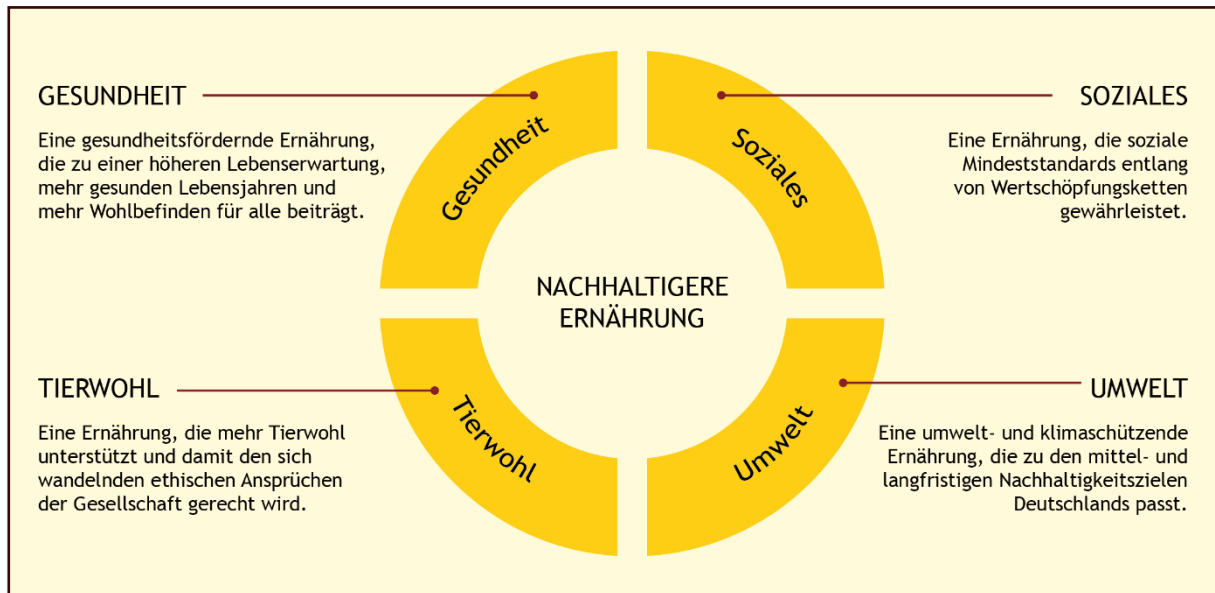 GESUNDHEIT
Eine gesundheitsfördernde Ernährung,
die zu einer höheren Lebenserwartung,
mehr gesunden Lebensjahren und
mehr Wohlbefinden für alle beiträgt.
Gesundheit
Soziales
SOZIALES
Eine Ernährung, die soziale
Mindeststandards entlang
von Wertschöpfungsketten
gewährleistet.
NACHHALTIGERE
ERNÄHRUNG
TIERWOHL
Eine Ernährung, die mehr Tierwohl
unterstützt und damit den sich
wandelnden ethischen Ansprüchen
der Gesellschaft gerecht wird.
Tierwohl
Umwelt
UMWELT
Eine umwelt- und klimaschützende
Ernährung, die zu den mittel- und
langfristigen Nachhaltigkeitszielen
Deutschlands passt.